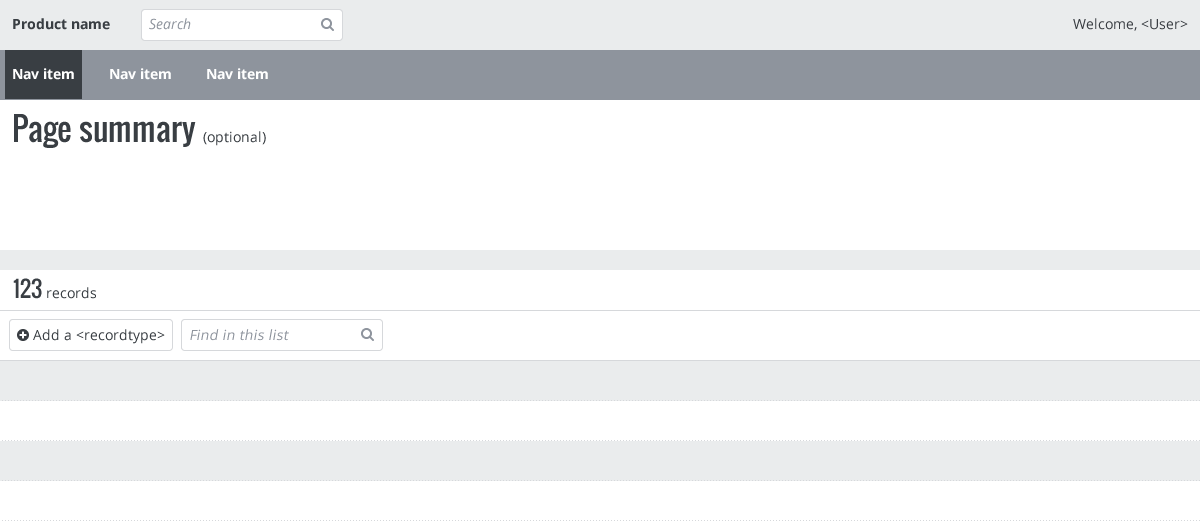 Product name Search Welcome, <User>
Nav item Nav item Nav item
Page summary (optional)
123 records
Add a <recordtype> Find in this list